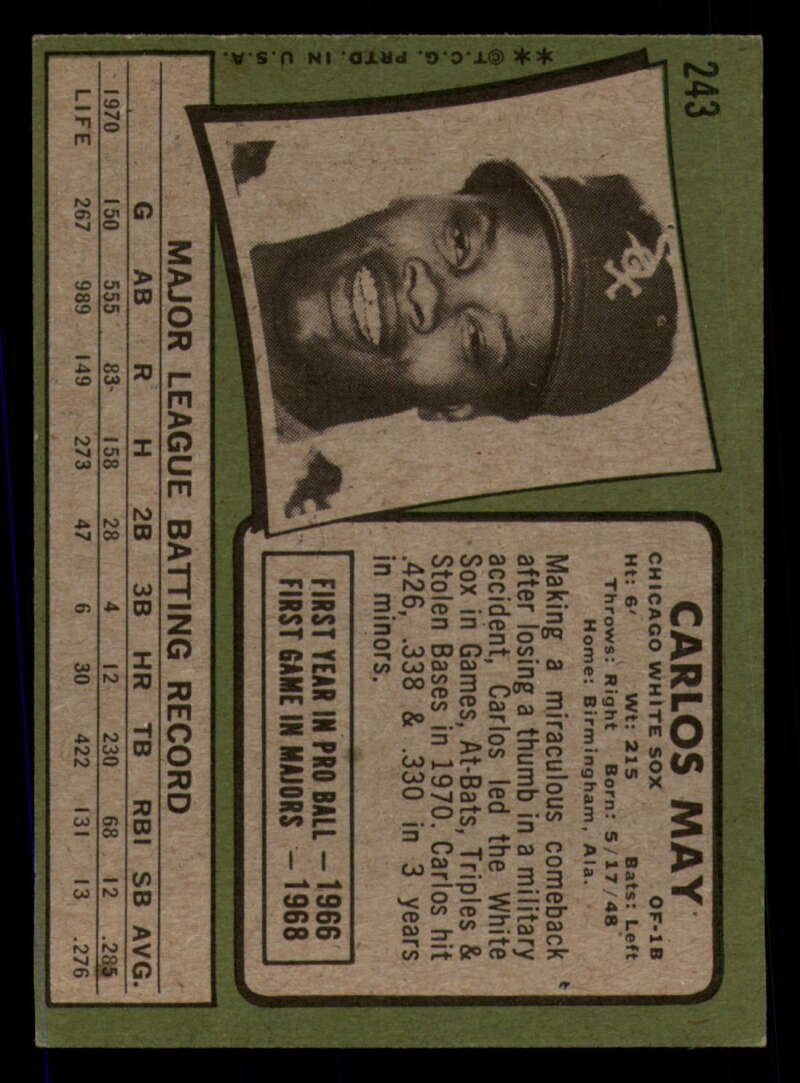 243
**©T.C.G. PRTD. IN U.S.A.
CARLOS MAY
CHICAGO WHITE SOX OF-1B
Ht: 6' Wt: 215 Bats: Left
Throws: Right Born: 5/17/48
Home: Birmingham, Ala.
Making a miraculous comeback
after losing a thumb in a military
accident, Carlos led the White
Sox in Games, At-Bats, Triples &
Stolen Bases in 1970. Carlos hit
.426, .338 & .330 in 3 years
in minors.
FIRST YEAR IN PRO BALL — 1966
FIRST GAME IN MAJORS — 1968
MAJOR LEAGUE BATTING RECORD
G AB R H 2B 3B HR TB RBI SB AVG.
1970 150 555 83 158 28 4 12 230 68 12 .285
LIFE 267 989 149 273 47 6 30 422 131 13 .276